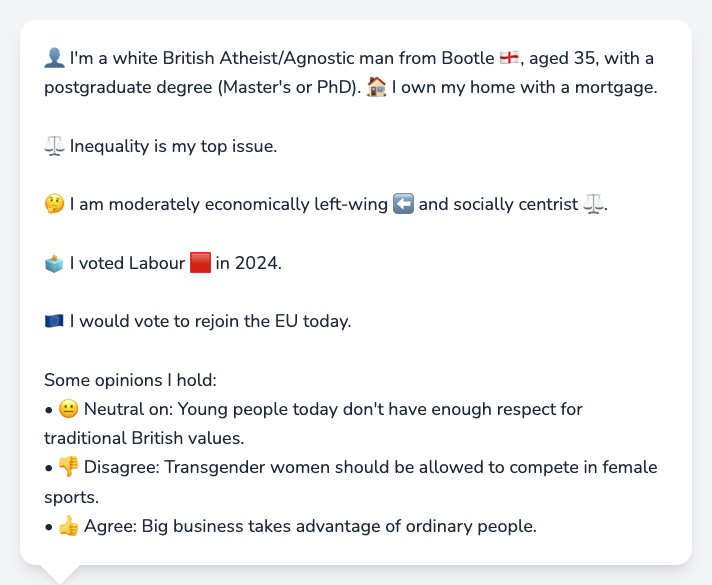 👤 I'm a white British Atheist/Agnostic man from Bootle 🏴󠁧󠁢󠁥󠁮󠁧󠁿, aged 35, with a
postgraduate degree (Master's or PhD). 🏠 I own my home with a mortgage.
⚖️ Inequality is my top issue.
🤔 I am moderately economically left-wing ⬅️ and socially centrist ⚖️.
🗳️ I voted Labour 🟥 in 2024.
🇪🇺 I would vote to rejoin the EU today.
Some opinions I hold:
• 😐 Neutral on: Young people today don't have enough respect for
traditional British values.
• 👎 Disagree: Transgender women should be allowed to compete in female
sports.
• 👍 Agree: Big business takes advantage of ordinary people.